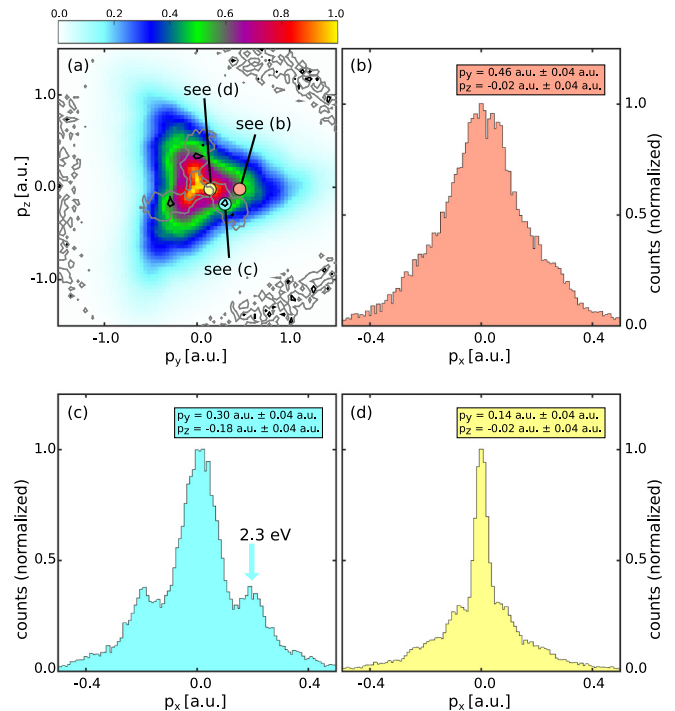 0.0 0.2 0.4 0.6 0.8 1.0
(a)
see (d)
see (b)
see (c)
1.0
0.0
-1.0
p_z [a.u.]
-1.0 0.0 1.0
p_y [a.u.]
(b)
p_y = 0.46 a.u. ± 0.04 a.u.
p_z = -0.02 a.u. ± 0.04 a.u.
1.0
0.5
0.0
counts (normalized)
-0.4 0.0 0.4
p_x [a.u.]
(c)
p_y = 0.30 a.u. ± 0.04 a.u.
p_z = -0.18 a.u. ± 0.04 a.u.
2.3 eV
1.0
0.5
0.0
counts (normalized)
-0.4 0.0 0.4
p_x [a.u.]
(d)
p_y = 0.14 a.u. ± 0.04 a.u.
p_z = -0.02 a.u. ± 0.04 a.u.
1.0
0.5
0.0
counts (normalized)
-0.4 0.0 0.4
p_x [a.u.]